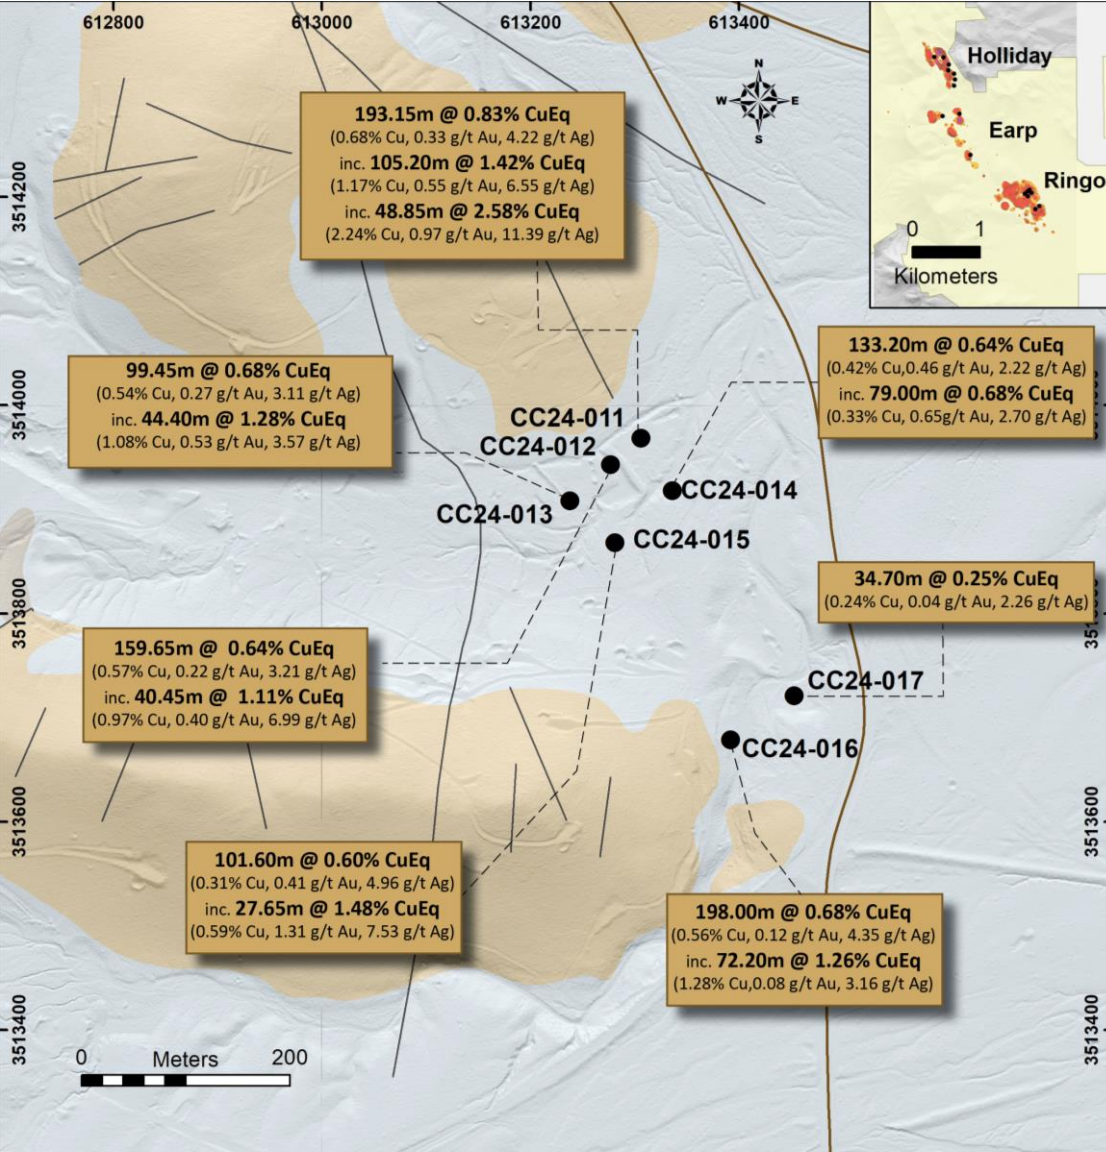 612800
613000
613200
613400
Holliday
Earp
Ringo
0 1
Kilometers
N
W E
S
3514200
193.15m @ 0.83% CuEq
(0.68% Cu, 0.33 g/t Au, 4.22 g/t Ag)
inc. 105.20m @ 1.42% CuEq
(1.17% Cu, 0.55 g/t Au, 6.55 g/t Ag)
inc. 48.85m @ 2.58% CuEq
(2.24% Cu, 0.97 g/t Au, 11.39 g/t Ag)
133.20m @ 0.64% CuEq
(0.42% Cu,0.46 g/t Au, 2.22 g/t Ag)
inc. 79.00m @ 0.68% CuEq
(0.33% Cu, 0.65g/t Au, 2.70 g/t Ag)
99.45m @ 0.68% CuEq
(0.54% Cu, 0.27 g/t Au, 3.11 g/t Ag)
inc. 44.40m @ 1.28% CuEq
(1.08% Cu, 0.53 g/t Au, 3.57 g/t Ag)
3514000
CC24-011
CC24-012
CC24-013
CC24-014
CC24-015
34.70m @ 0.25% CuEq
(0.24% Cu, 0.04 g/t Au, 2.26 g/t Ag)
3513800
159.65m @ 0.64% CuEq
(0.57% Cu, 0.22 g/t Au, 3.21 g/t Ag)
inc. 40.45m @ 1.11% CuEq
(0.97% Cu, 0.40 g/t Au, 6.99 g/t Ag)
CC24-017
CC24-016
3513600
3513600
101.60m @ 0.60% CuEq
(0.31% Cu, 0.41 g/t Au, 4.96 g/t Ag)
inc. 27.65m @ 1.48% CuEq
(0.59% Cu, 1.31 g/t Au, 7.53 g/t Ag)
198.00m @ 0.68% CuEq
(0.56% Cu, 0.12 g/t Au, 4.35 g/t Ag)
inc. 72.20m @ 1.26% CuEq
(1.28% Cu,0.08 g/t Au, 3.16 g/t Ag)
3513400
3513400
0 Meters 200